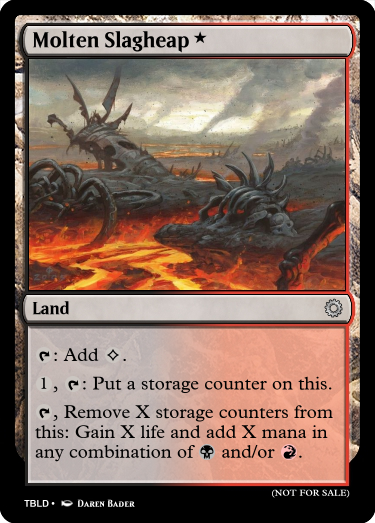 Molten Slagheap ★
Land
: Add .
1 , : Put a storage counter on this.
, Remove X storage counters from
this: Gain X life and add X mana in
any combination of and/or .
(NOT FOR SALE)
TBLD • DAREN BADER